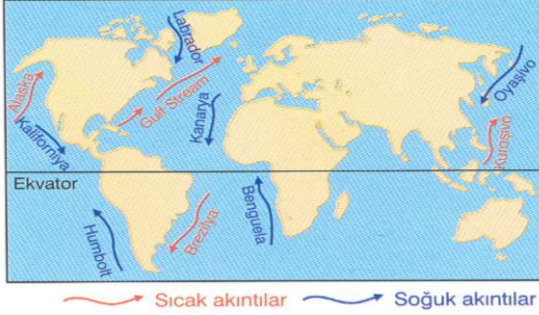 Labrador
Alaska
Gulf Stream
Oyaşivo
Kaliforniya
Kanarya
Kuroşivo
Ekvator
Benguela
Brezilya
Humbolt
Sıcak akıntılar
Soğuk akıntılar